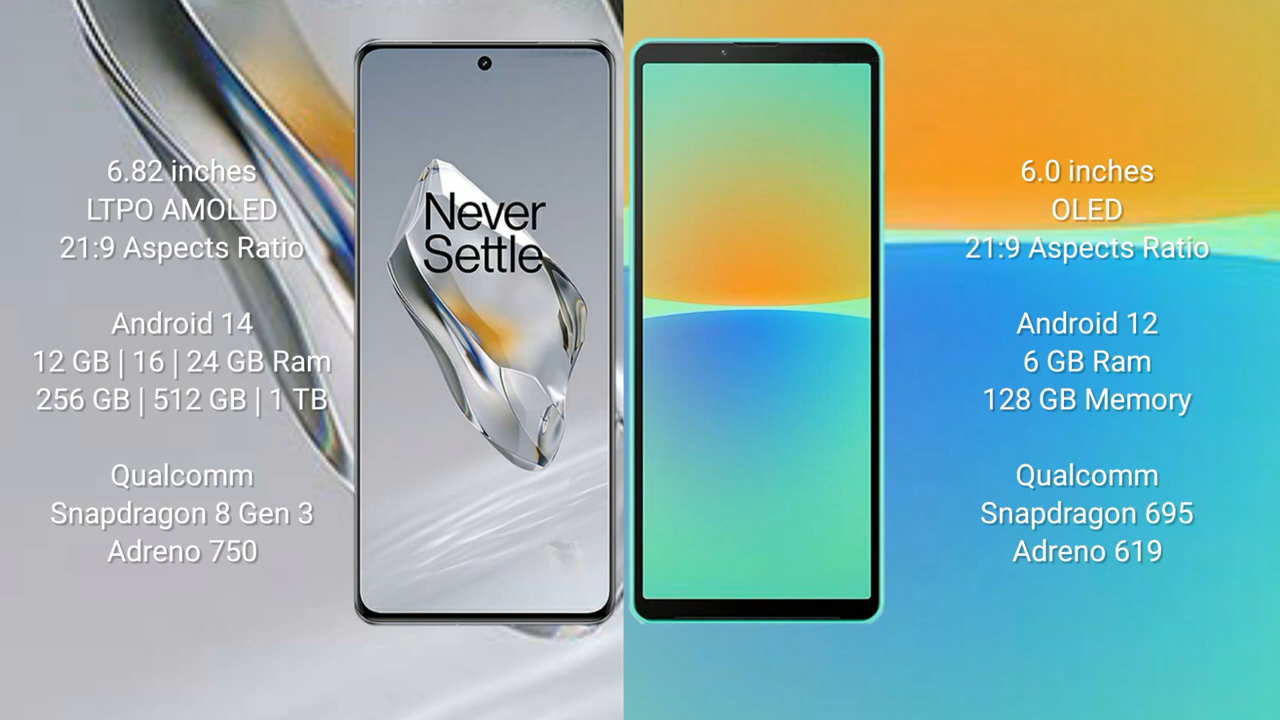 6.82 inches
LTPO AMOLED
21:9 Aspects Ratio
Android 14
12 GB | 16 | 24 GB Ram
256 GB | 512 GB | 1 TB
Qualcomm
Snapdragon 8 Gen 3
Adreno 750
Never
Settle
6.0 inches
OLED
21:9 Aspects Ratio
Android 12
6 GB Ram
128 GB Memory
Qualcomm
Snapdragon 695
Adreno 619